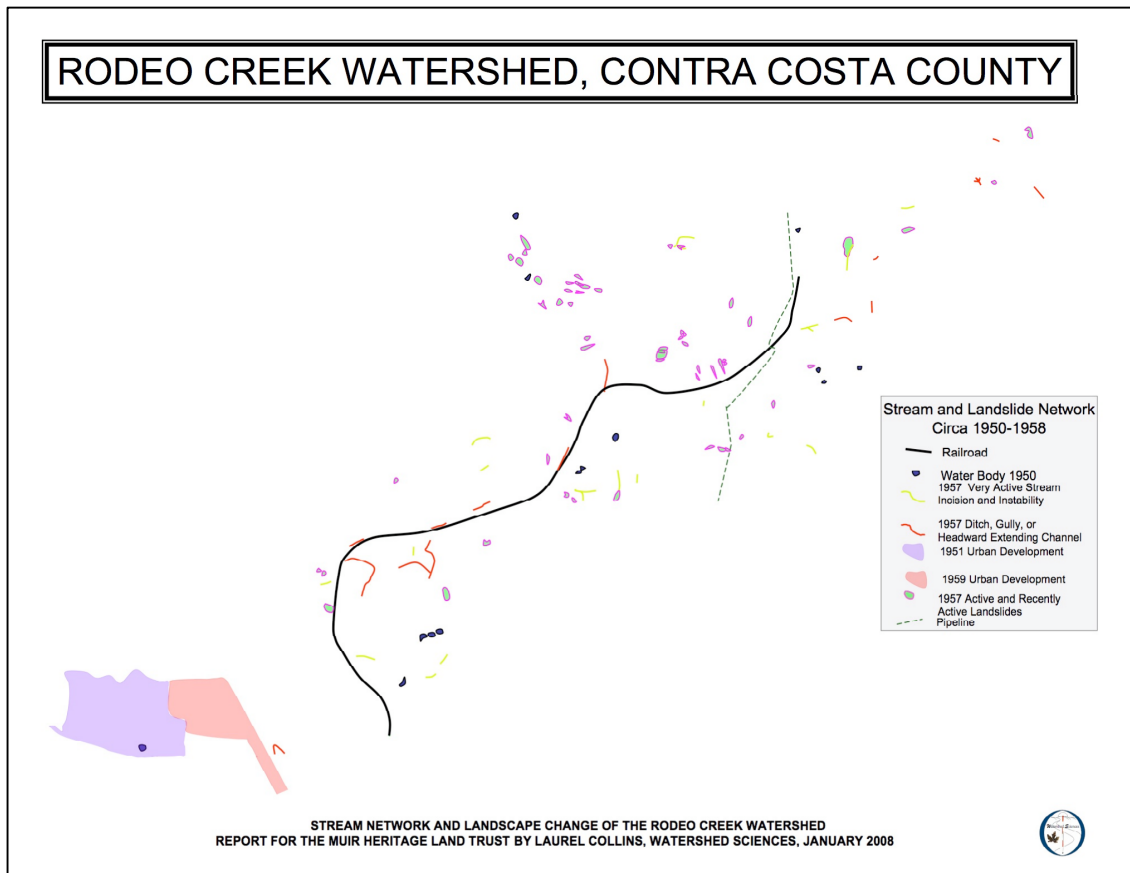 RODEO CREEK WATERSHED, CONTRA COSTA COUNTY
Stream and Landslide Network
Circa 1950-1958
Railroad
Water Body 1950
1957 Very Active Stream
Incision and Instability
1957 Ditch, Gully, or
Headward Extending Channel
1951 Urban Development
1959 Urban Development
1957 Active and Recently
Active Landslides
Pipeline
STREAM NETWORK AND LANDSCAPE CHANGE OF THE RODEO CREEK WATERSHED
REPORT FOR THE MUIR HERITAGE LAND TRUST BY LAUREL COLLINS, WATERSHED SCIENCES, JANUARY 2008